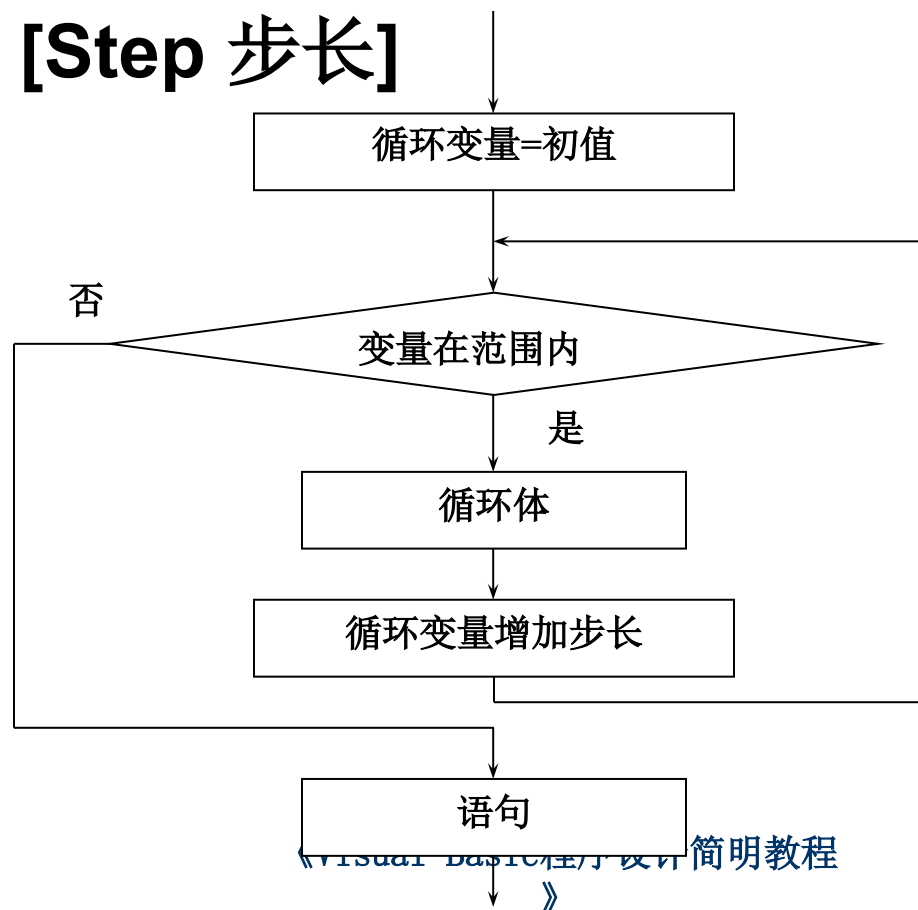 [Step 步长]
循环变量=初值
否
变量在范围内
是
循环体
循环变量增加步长
语句
《Visual Basic程序设计简明教程
》